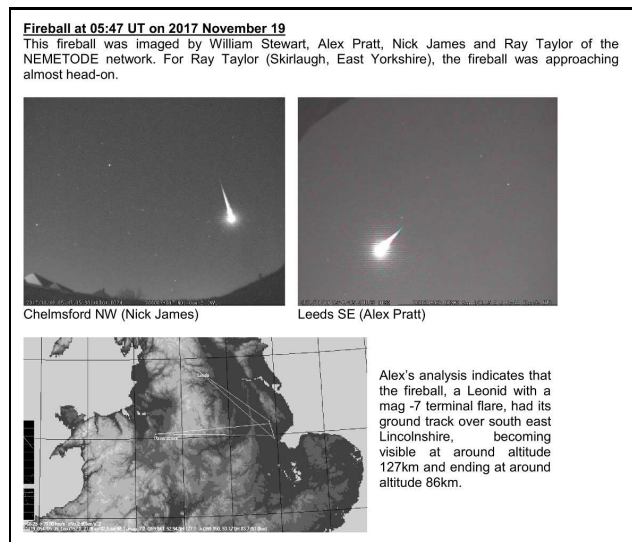 Fireball at 05:47 UT on 2017 November 19
This fireball was imaged by William Stewart, Alex Pratt, Nick James and Ray Taylor of the
NEMETODE network. For Ray Taylor (Skirlaugh, East Yorkshire), the fireball was approaching
almost head-on.
Chelmsford NW (Nick James)
Leeds SE (Alex Pratt)
Leeds
Ravensmoor
Alex's analysis indicates that
the fireball, a Leonid with a
mag -7 terminal flare, had its
ground track over south east
Lincolnshire, becoming
visible at around altitude
127km and ending at around
altitude 86km.